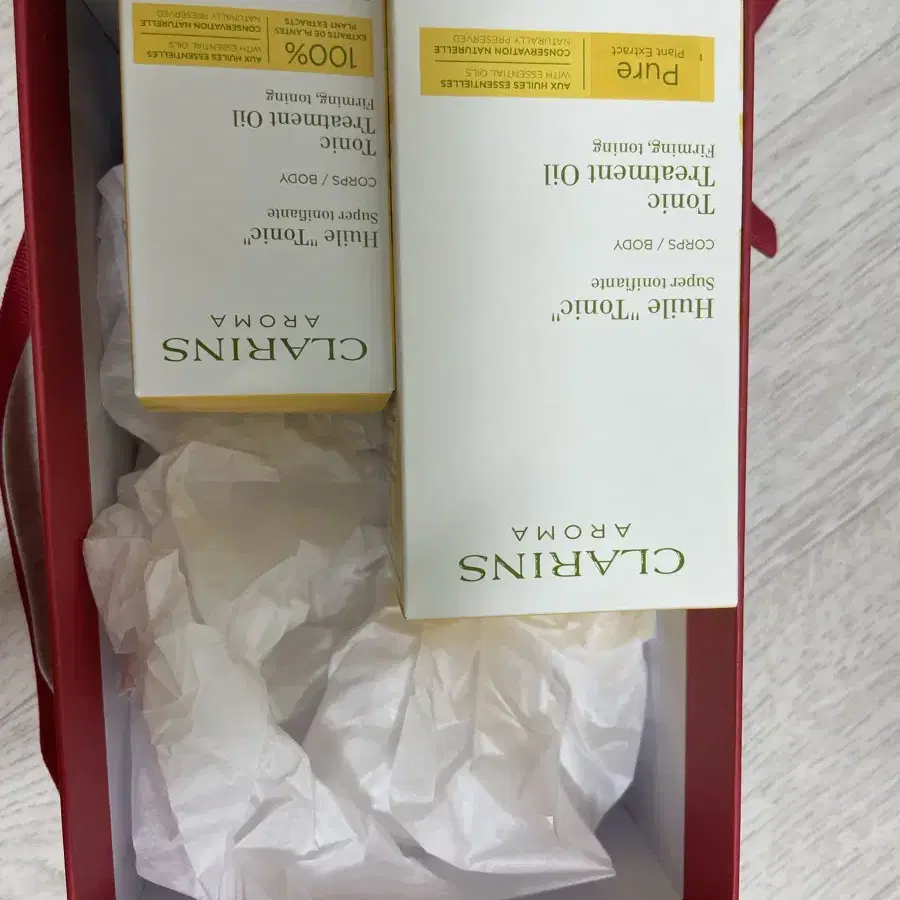 CLARINS
AROMA
Huile "Tonic"
Super tonifiante
CORPS / BODY
Tonic
Treatment Oil
Firming, toning
Pure
Plant Extract
AUX HUILES ESSENTIELLES
WITH ESSENTIAL OILS
CONSERVATION NATURELLE
NATURALLY PRESERVED
CLARINS
AROMA
Huile "Tonic"
Super tonifiante
CORPS / BODY
Tonic
Treatment Oil
Firming, toning
100%
EXTRAITS DE PLANTES
PLANT EXTRACTS
AUX HUILES ESSENTIELLES
WITH ESSENTIAL OILS
CONSERVATION NATURELLE
NATURALLY PRESERVED